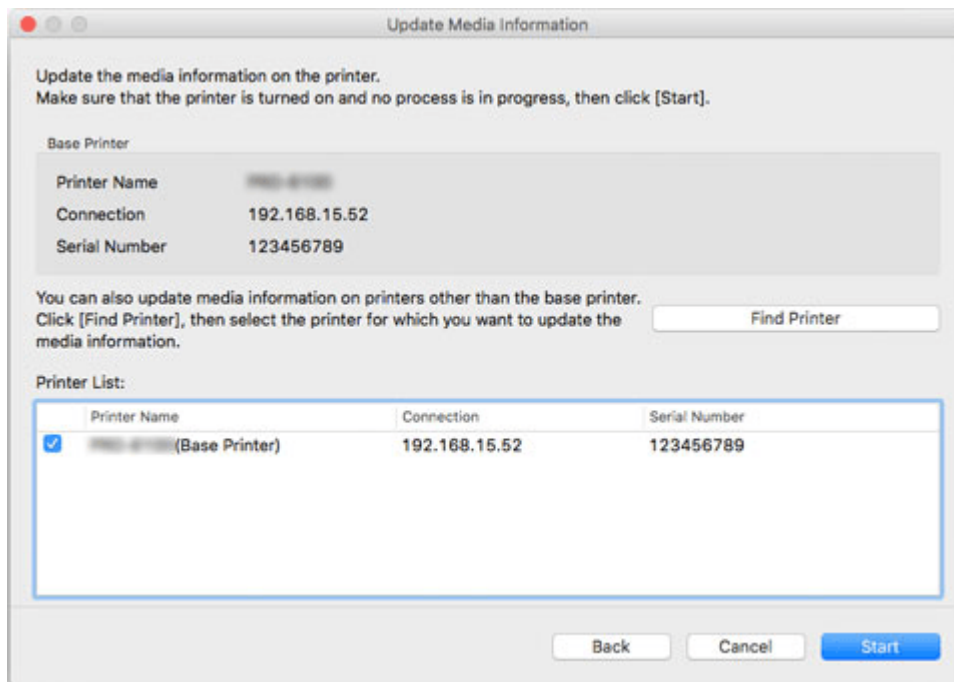 Update Media Information
Update the media information on the printer.
Make sure that the printer is turned on and no process is in progress, then click [Start].
Base Printer
Printer Name
Connection 192.168.15.52
Serial Number 123456789
You can also update media information on printers other than the base printer.
Click [Find Printer], then select the printer for which you want to update the
media information.
Find Printer
Printer List:
Printer Name Connection Serial Number
(Base Printer) 192.168.15.52 123456789
Back Cancel Start